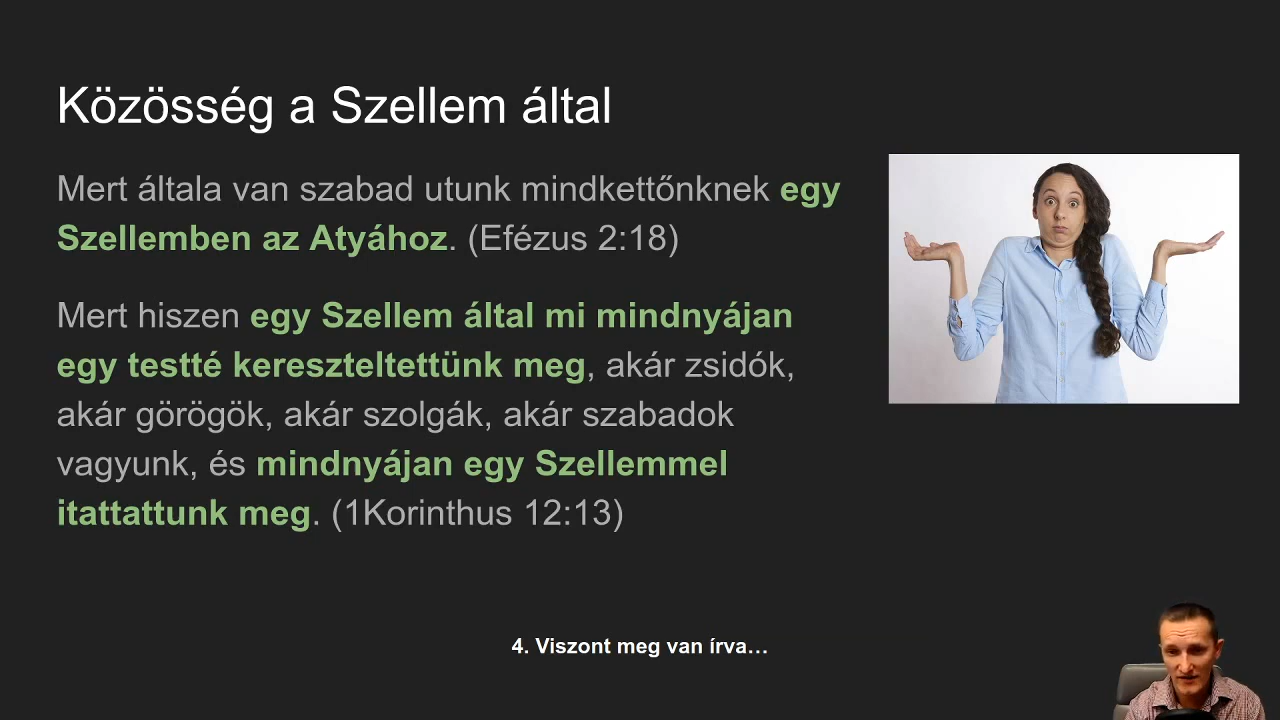 Közösség a Szellem által
Mert általa van szabad utunk mindkettőnknek egy
Szellemben az Atyához. (Efézus 2:18)
Mert hiszen egy Szellem által mi mindnyájan
egy testté kereszteltettünk meg, akár zsidók,
akár görögök, akár szolgák, akár szabadok
vagyunk, és mindnyájan egy Szellemmel
itattattunk meg. (1Korinthus 12:13)
4. Viszont meg van írva…